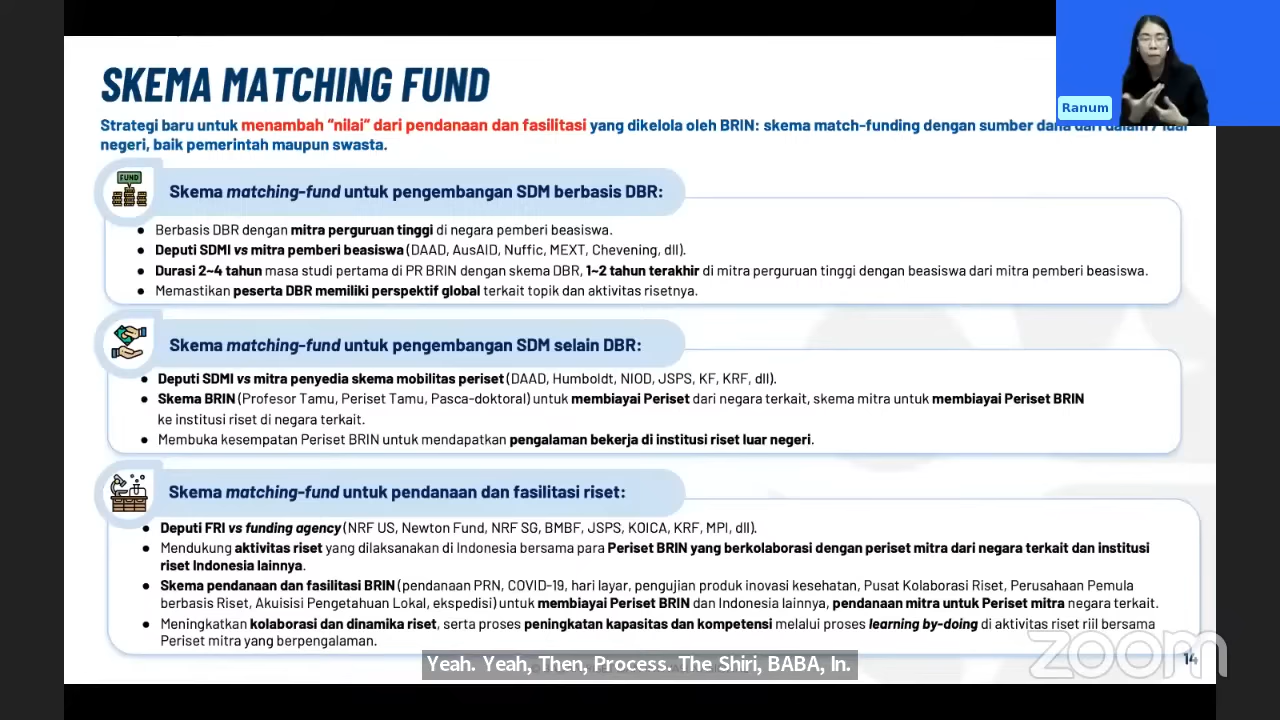 SKEMA MATCHING FUND
Ranum
Strategi baru untuk menambah “nilai” dari pendanaan dan fasilitasi yang dikelola oleh BRIN: skema match-funding dengan sumber dana dari dalam / luar
negeri, baik pemerintah maupun swasta.
FUND
Skema matching-fund untuk pengembangan SDM berbasis DBR:
● Berbasis DBR dengan mitra perguruan tinggi di negara pemberi beasiswa.
● Deputi SDMI vs mitra pemberi beasiswa (DAAD, AusAID, Nuffic, MEXT, Chevening, dll).
● Durasi 2~4 tahun masa studi pertama di PR BRIN dengan skema DBR, 1~2 tahun terakhir di mitra perguruan tinggi dengan beasiswa dari mitra pemberi beasiswa.
● Memastikan peserta DBR memiliki perspektif global terkait topik dan aktivitas risetnya.
Skema matching-fund untuk pengembangan SDM selain DBR:
● Deputi SDMI vs mitra penyedia skema mobilitas periset (DAAD, Humboldt, NIOD, JSPS, KF, KRF, dll).
● Skema BRIN (Profesor Tamu, Periset Tamu, Pasca-doktoral) untuk membiayai Periset dari negara terkait, skema mitra untuk membiayai Periset BRIN
ke institusi riset di negara terkait.
● Membuka kesempatan Periset BRIN untuk mendapatkan pengalaman bekerja di institusi riset luar negeri.
Skema matching-fund untuk pendanaan dan fasilitasi riset:
● Deputi FRI vs funding agency (NRF US, Newton Fund, NRF SG, BMBF, JSPS, KOICA, KRF, MPI, dll).
● Mendukung aktivitas riset yang dilaksanakan di Indonesia bersama para Periset BRIN yang berkolaborasi dengan periset mitra dari negara terkait dan institusi
riset Indonesia lainnya.
● Skema pendanaan dan fasilitasi BRIN (pendanaan PRN, COVID-19, hari layar, pengujian produk inovasi kesehatan, Pusat Kolaborasi Riset, Perusahaan Pemula
berbasis Riset, Akuisisi Pengetahuan Lokal, ekspedisi) untuk membiayai Periset BRIN dan Indonesia lainnya, pendanaan mitra untuk Periset mitra negara terkait.
● Meningkatkan kolaborasi dan dinamika riset, serta proses peningkatan kapasitas dan kompetensi melalui proses learning by-doing di aktivitas riset riil bersama
Periset mitra yang berpengalaman.
Yeah. Yeah, Then, Process. The Shiri, BABA, In.
zoom
14